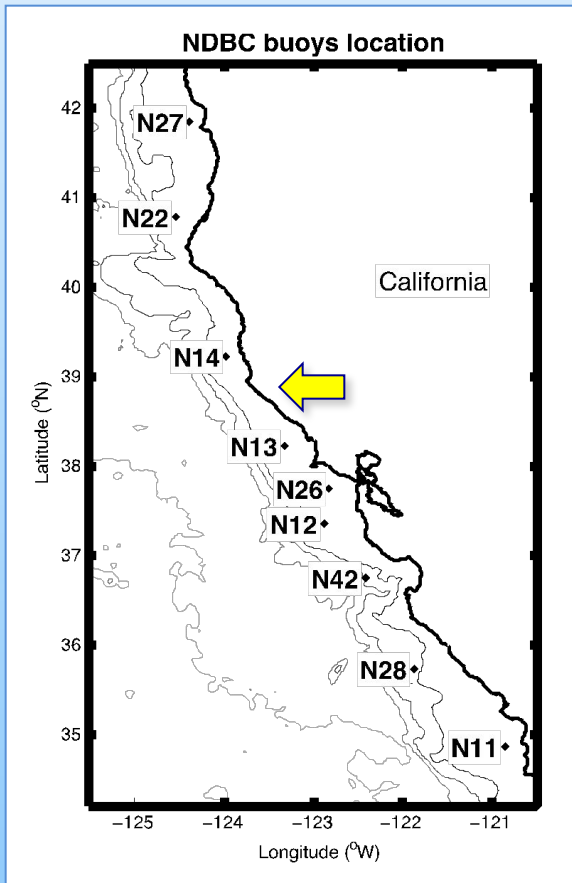 NDBC buoys location
42
N27
41
N22
California
40
N14
39
N13
38
N26
N12
37
N42
36
N28
35
N11
Latitude (°N)
−125
−124
−123
−122
−121
Longitude (°W)